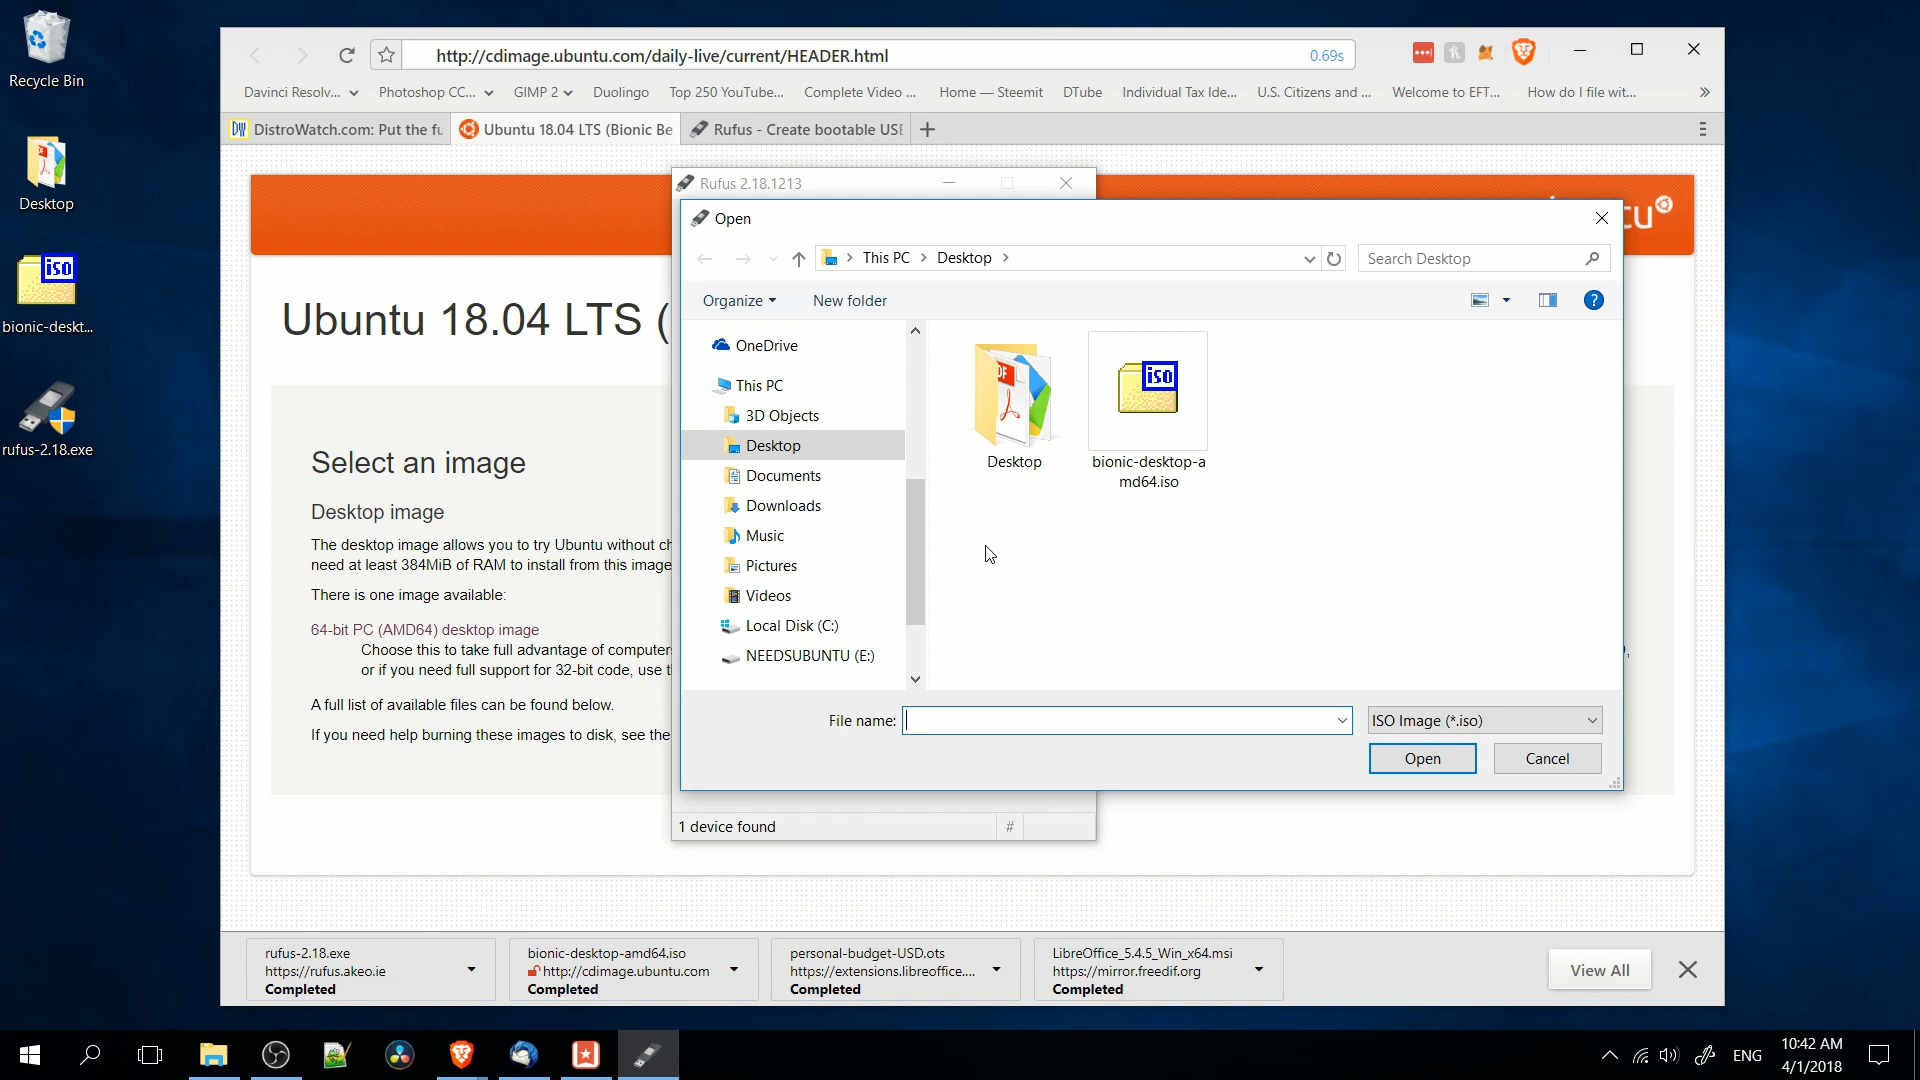 Recycle Bin
Desktop
bionic-deskt...
rufus-2.18.exe
http://cdimage.ubuntu.com/daily-live/current/HEADER.html
0.69s
Davinci Resolv...
Photoshop CC...
GIMP 2
Duolingo
Top 250 YouTube...
Complete Video ...
Home — Steemit
DTube
Individual Tax Ide...
U.S. Citizens and ...
Welcome to EFT...
How do I file wit...
DistroWatch.com: Put the fu
Ubuntu 18.04 LTS (Bionic Be
Rufus - Create bootable USB
Ubuntu 18.04 LTS (
Select an image
Desktop image
The desktop image allows you to try Ubuntu without ch
need at least 384MiB of RAM to install from this image
There is one image available:
64-bit PC (AMD64) desktop image
Choose this to take full advantage of computers
or if you need full support for 32-bit code, use t
A full list of available files can be found below.
If you need help burning these images to disk, see the
Rufus 2.18.1213
Open
This PC
Desktop
Search Desktop
Organize
New folder
OneDrive
This PC
3D Objects
Desktop
Documents
Downloads
Music
Pictures
Videos
Local Disk (C:)
NEEDSUBUNTU (E:)
Desktop
iso
bionic-desktop-a
md64.iso
File name:
ISO Image (*.iso)
Open
Cancel
1 device found
#
rufus-2.18.exe
https://rufus.akeo.ie
Completed
bionic-desktop-amd64.iso
http://cdimage.ubuntu.com
Completed
personal-budget-USD.ots
https://extensions.libreoffice....
Completed
LibreOffice_5.4.5_Win_x64.msi
https://mirror.freedif.org
Completed
View All
ENG
10:42 AM
4/1/2018